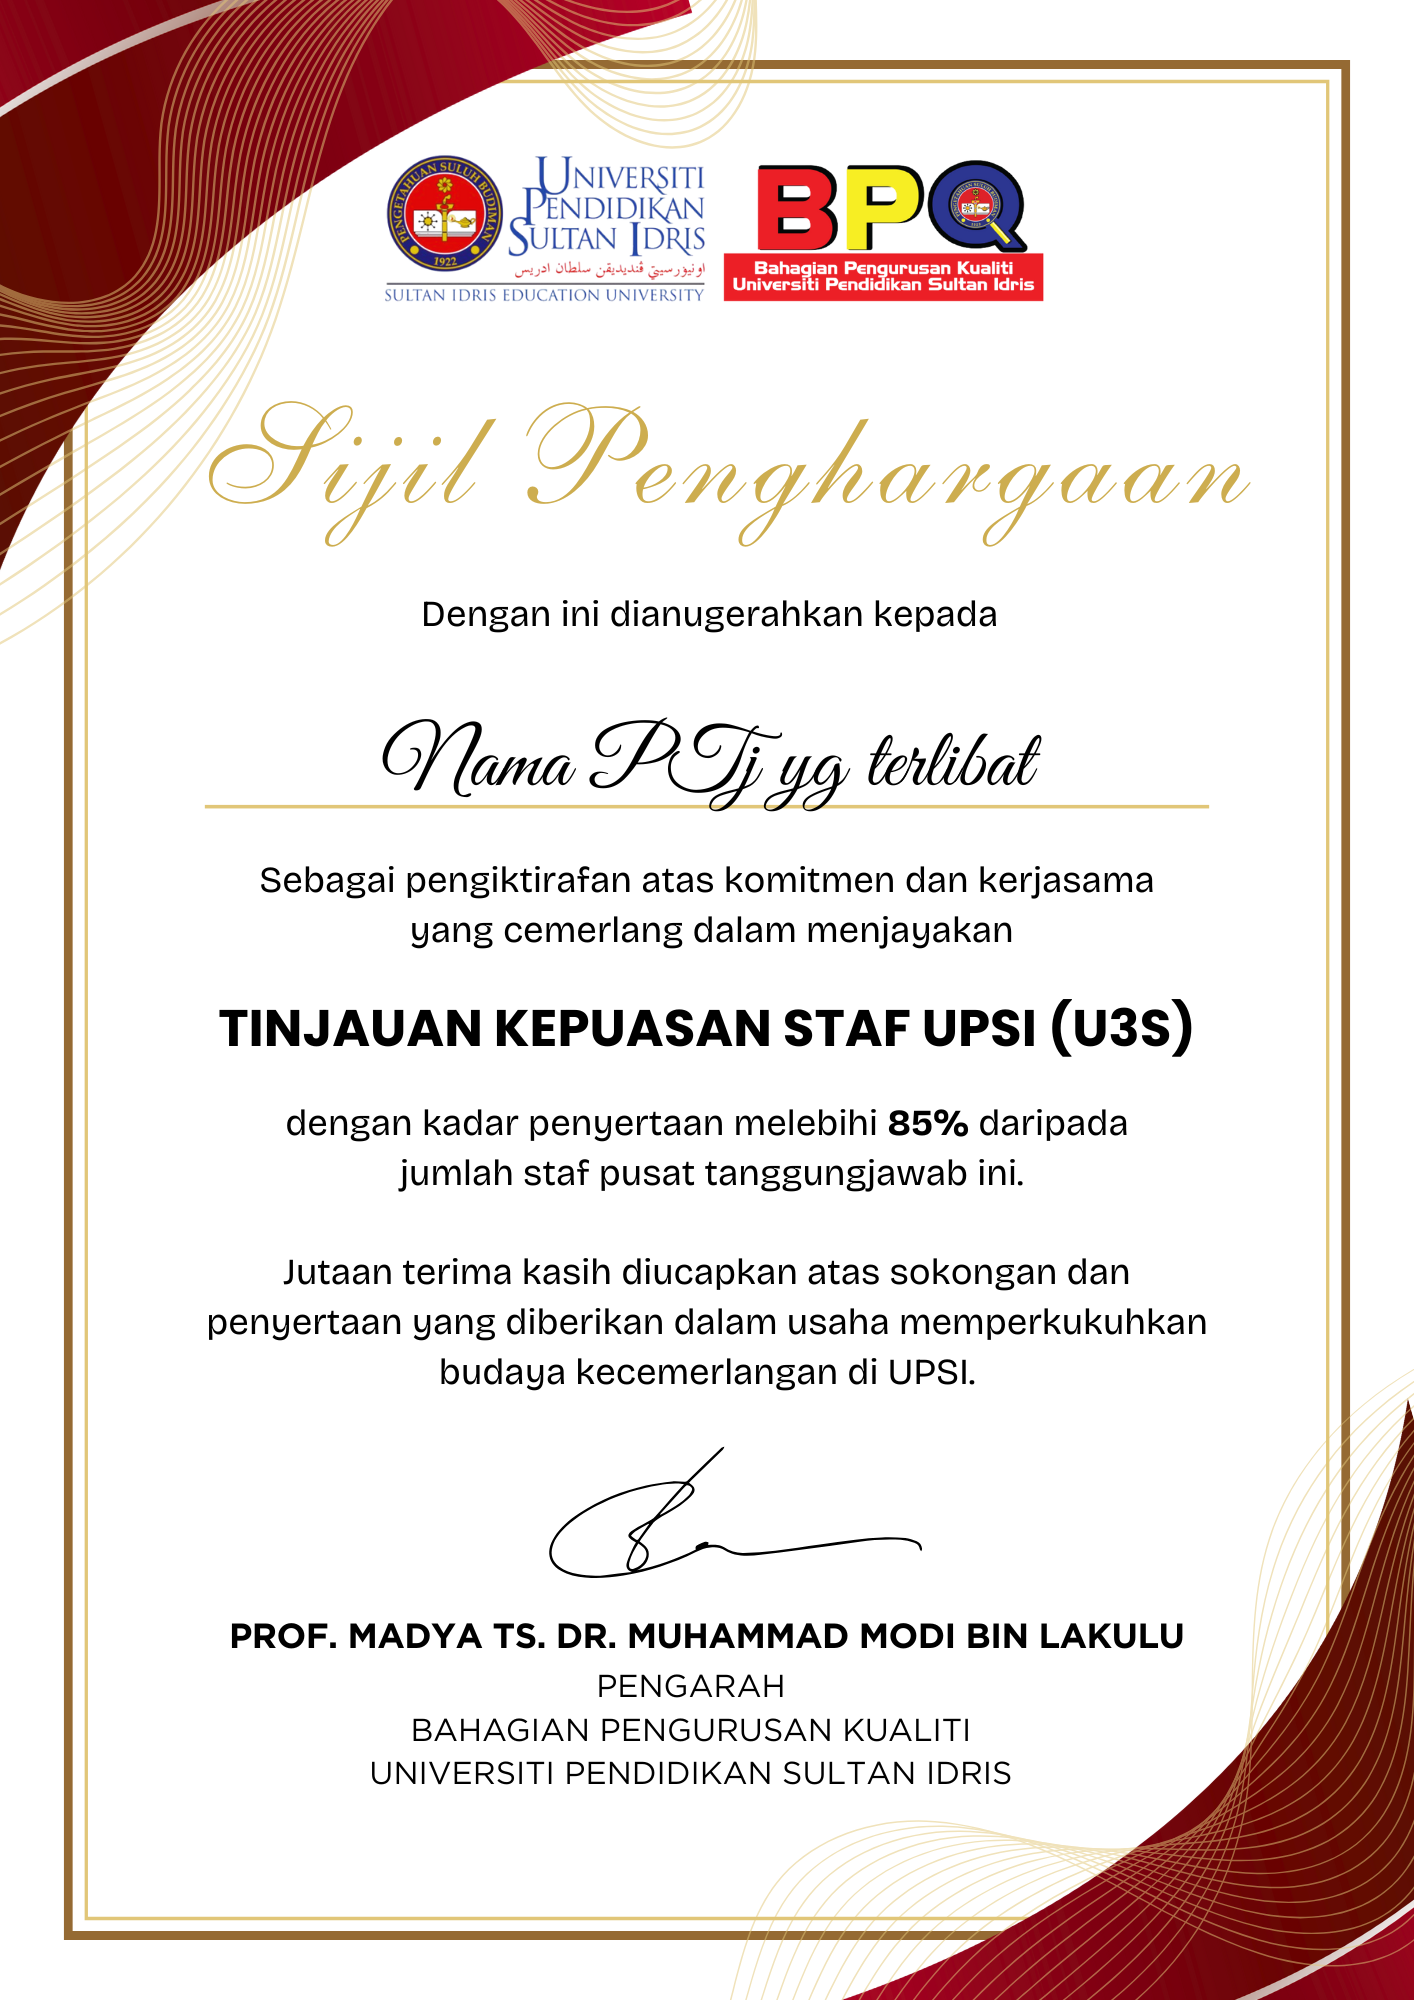 PENGETAHUAN SULUH BUDIMAN
1922
UNIVERSITI
PENDIDIKAN
SULTAN IDRIS
اونيۏرسيتي ڤنديديقن سلطان ادريس
SULTAN IDRIS EDUCATION UNIVERSITY
BPQ
Bahagian Pengurusan Kualiti
Universiti Pendidikan Sultan Idris
Sijil Penghargaan
Dengan ini dianugerahkan kepada
Nama PTj yg terlibat
Sebagai pengiktirafan atas komitmen dan kerjasama
yang cemerlang dalam menjayakan
TINJAUAN KEPUASAN STAF UPSI (U3S)
dengan kadar penyertaan melebihi 85% daripada
jumlah staf pusat tanggungjawab ini.
Jutaan terima kasih diucapkan atas sokongan dan
penyertaan yang diberikan dalam usaha memperkukuhkan
budaya kecemerlangan di UPSI.
PROF. MADYA TS. DR. MUHAMMAD MODI BIN LAKULU
PENGARAH
BAHAGIAN PENGURUSAN KUALITI
UNIVERSITI PENDIDIKAN SULTAN IDRIS